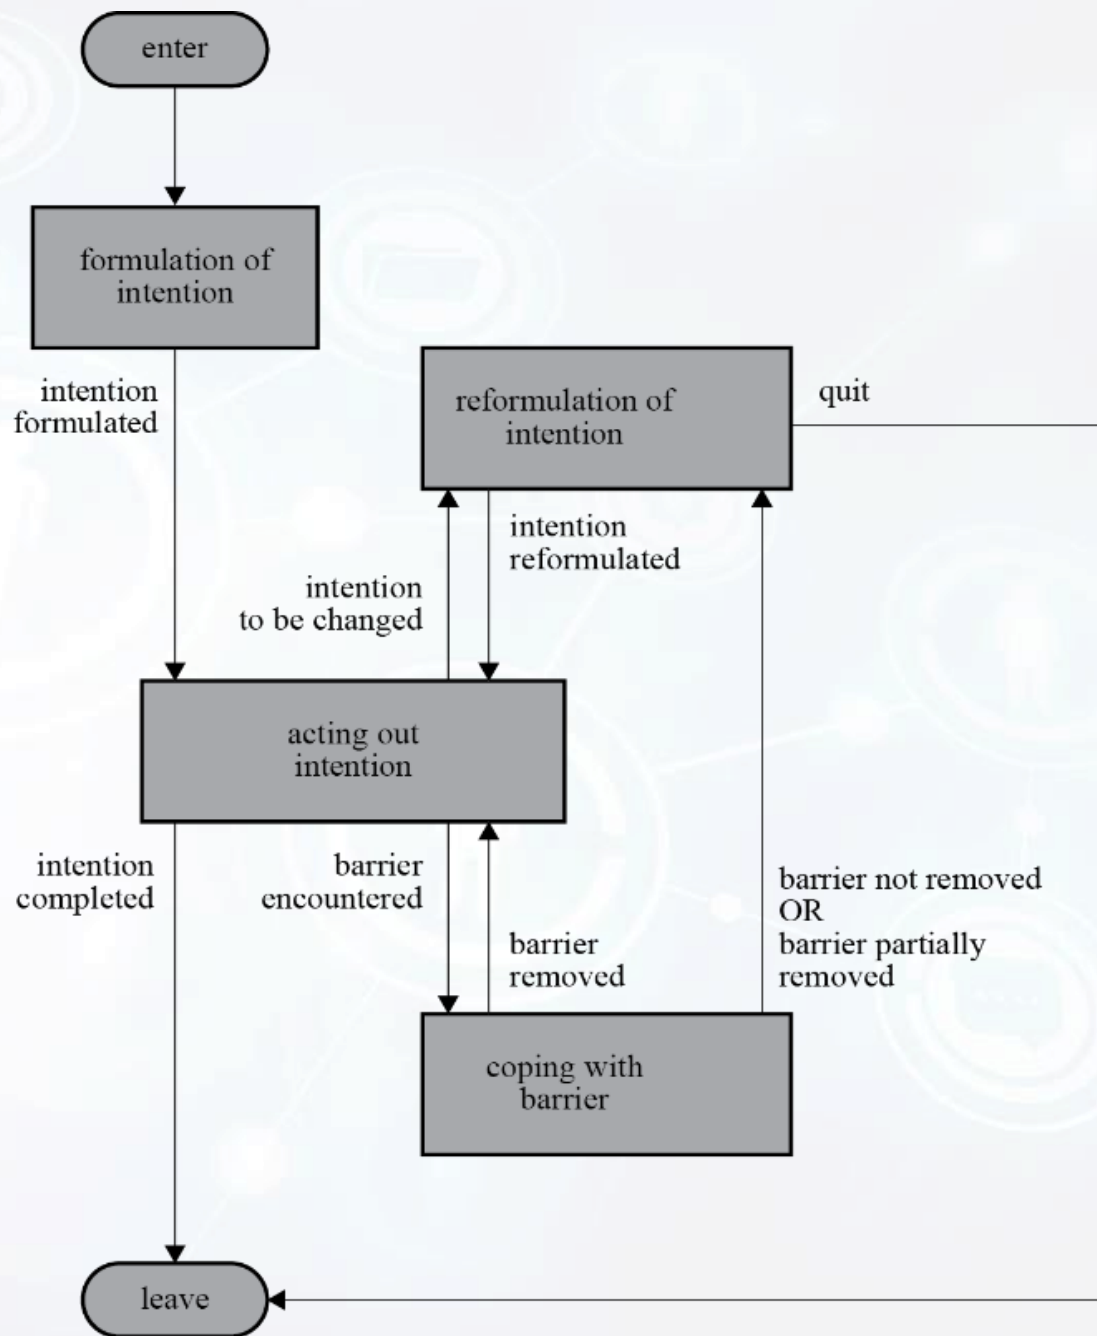 enter
formulation of
intention
intention
formulated
reformulation of
intention
quit
intention
reformulated
intention
to be changed
acting out
intention
intention
completed
barrier
encountered
barrier
removed
barrier not removed
OR
barrier partially
removed
coping with
barrier
leave